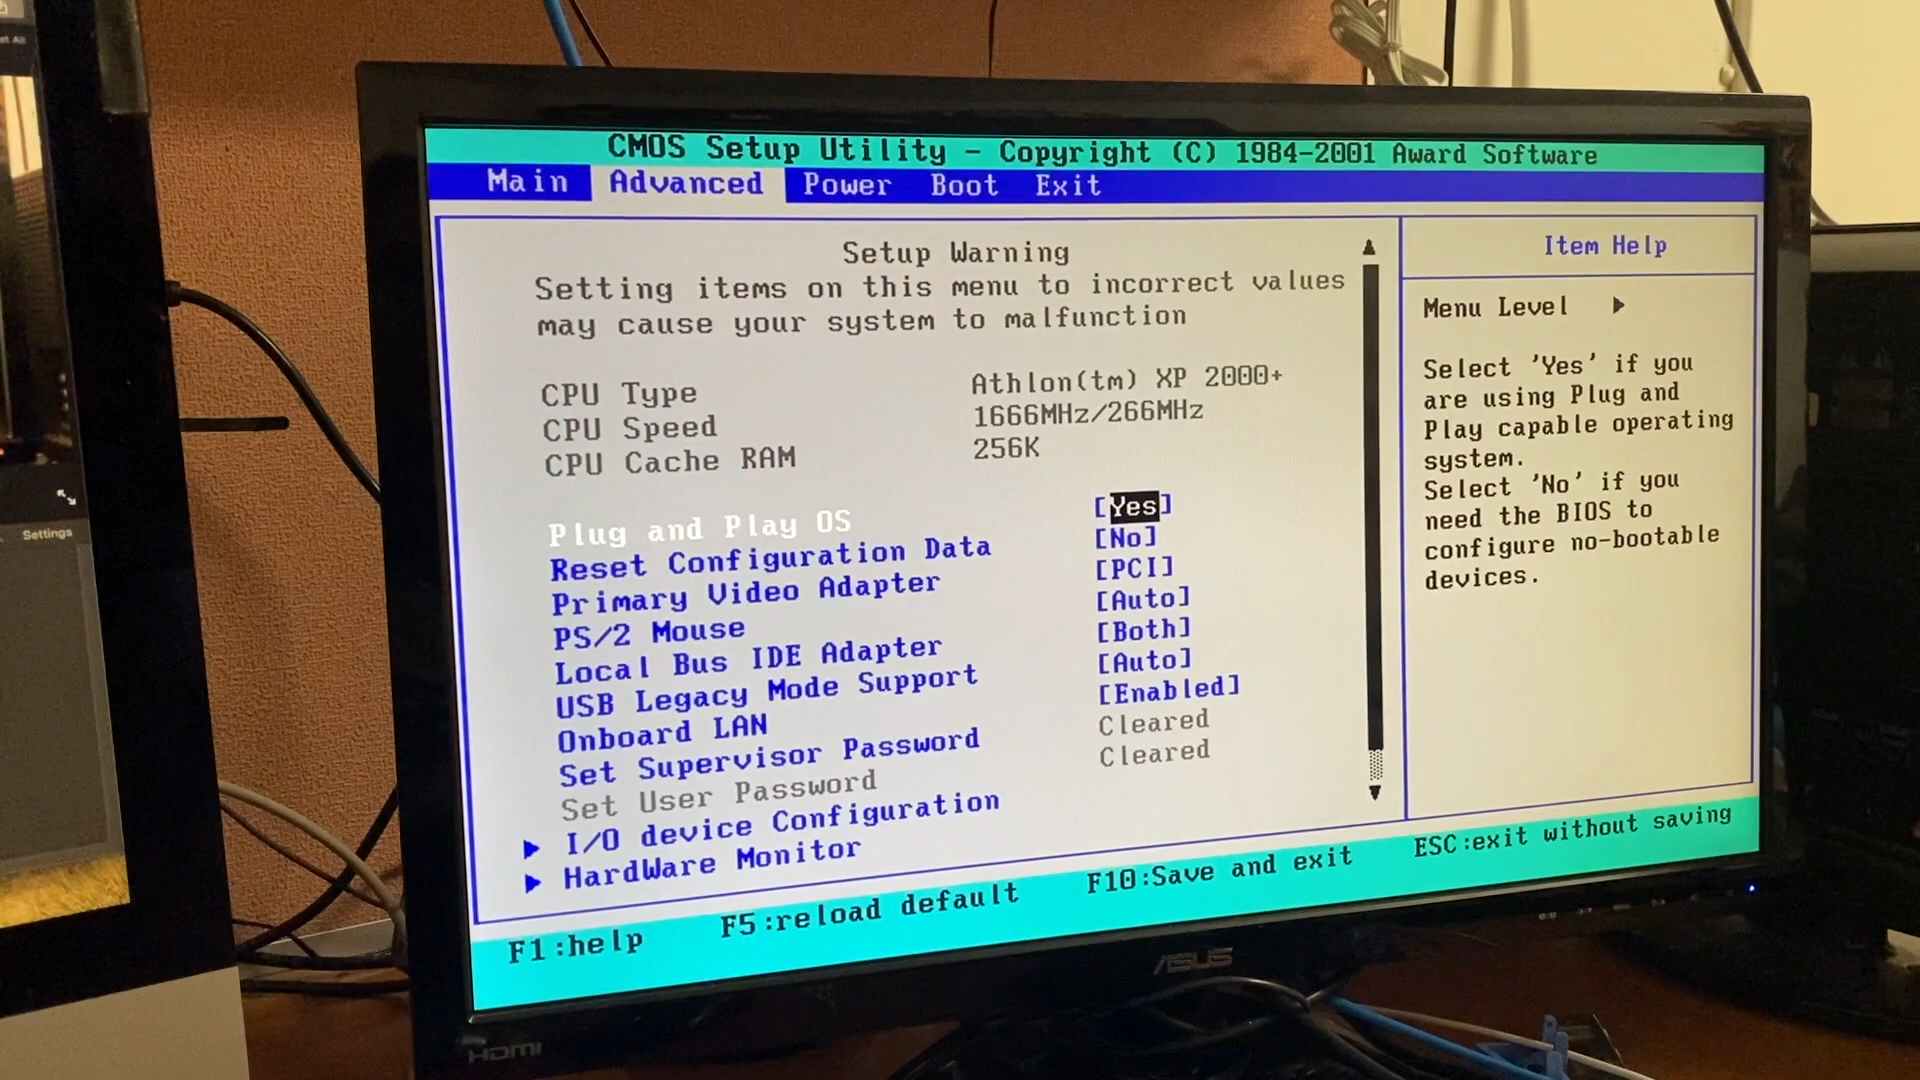 CMOS Setup Utility - Copyright (C) 1984-2001 Award Software
Main Advanced Power Boot Exit
Setup Warning
Setting items on this menu to incorrect values
may cause your system to malfunction
CPU Type Athlon(tm) XP 2000+
CPU Speed 1666MHz/266MHz
CPU Cache RAM 256K
Plug and Play OS [Yes]
Reset Configuration Data [No]
Primary Video Adapter [PCI]
PS/2 Mouse [Auto]
Local Bus IDE Adapter [Both]
USB Legacy Mode Support [Auto]
Onboard LAN [Enabled]
Set Supervisor Password Cleared
Set User Password Cleared
I/O device Configuration
HardWare Monitor
Item Help
Menu Level
Select 'Yes' if you
are using Plug and
Play capable operating
system.
Select 'No' if you
need the BIOS to
configure no-bootable
devices.
F1:help F5:reload default F10:Save and exit ESC:exit without saving
ASUS
HDMI
Settings